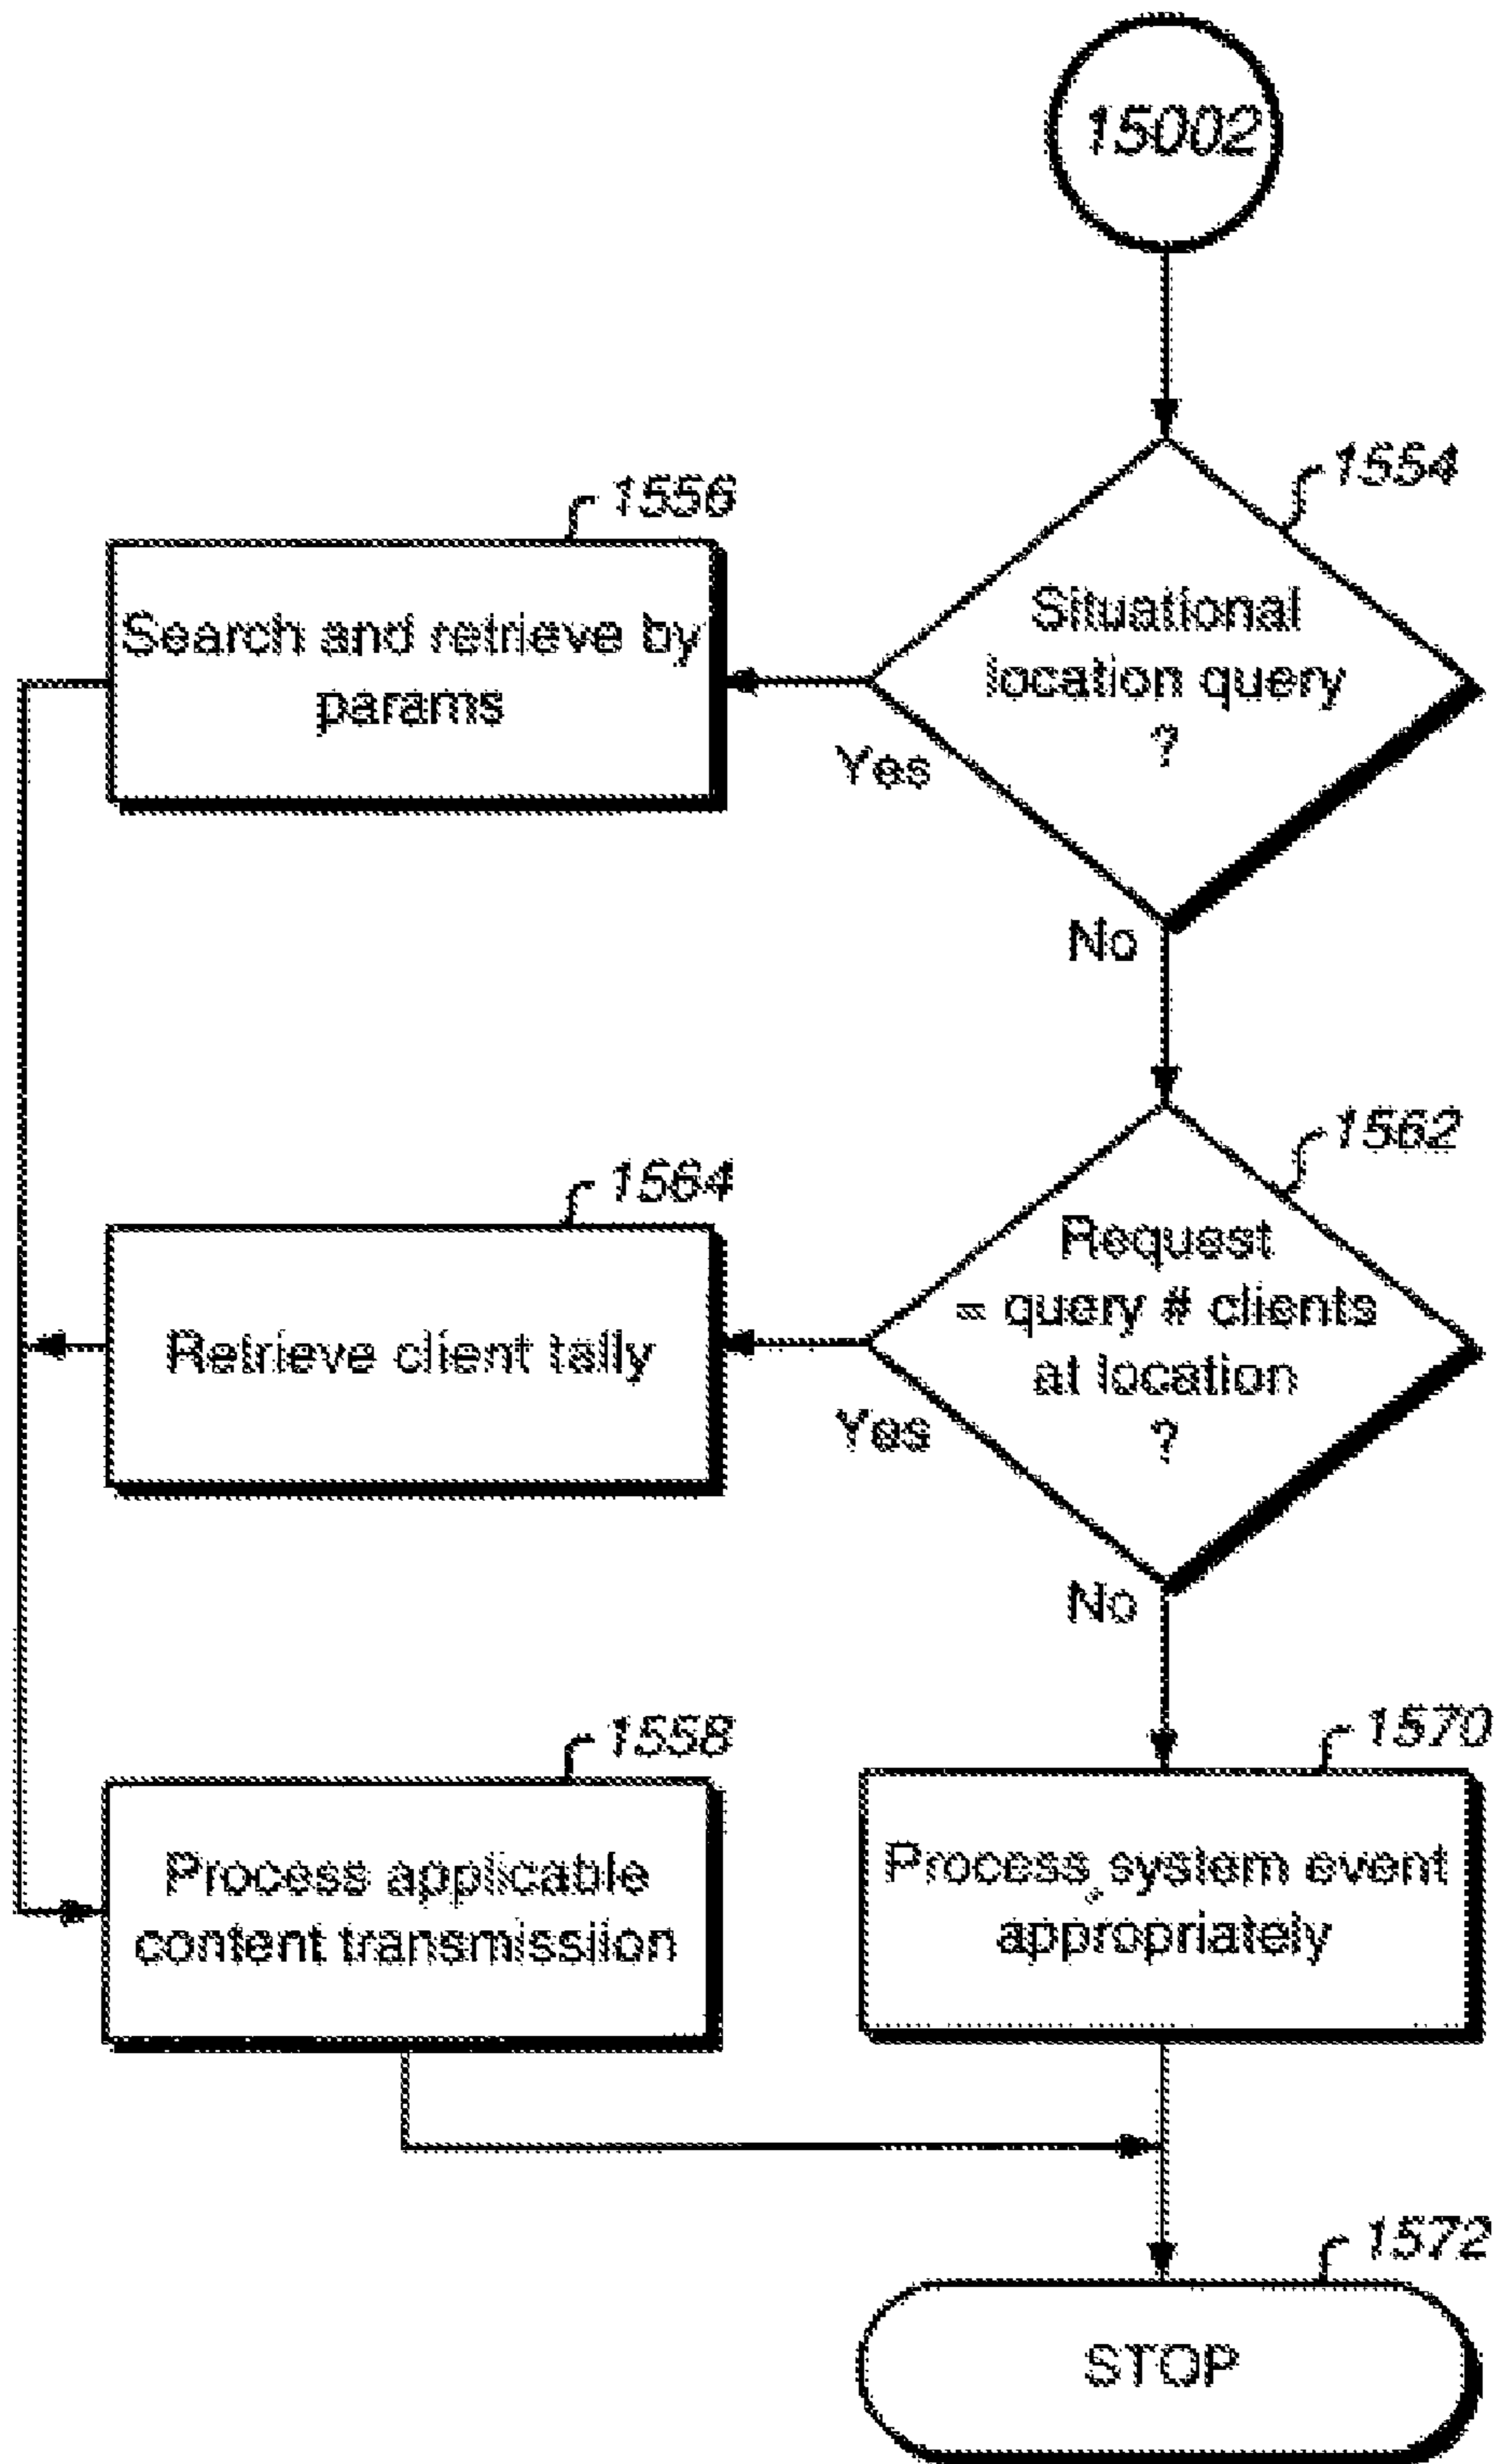 15002
1554
Situational
location query
?
Yes
No
1556
Search and retrieve by
params
1562
Request
= query # clients
at location
?
Yes
No
1564
Retrieve client tally
1558
Process applicable
content transmissiion
1570
Process system event
appropriately
1572
STOP